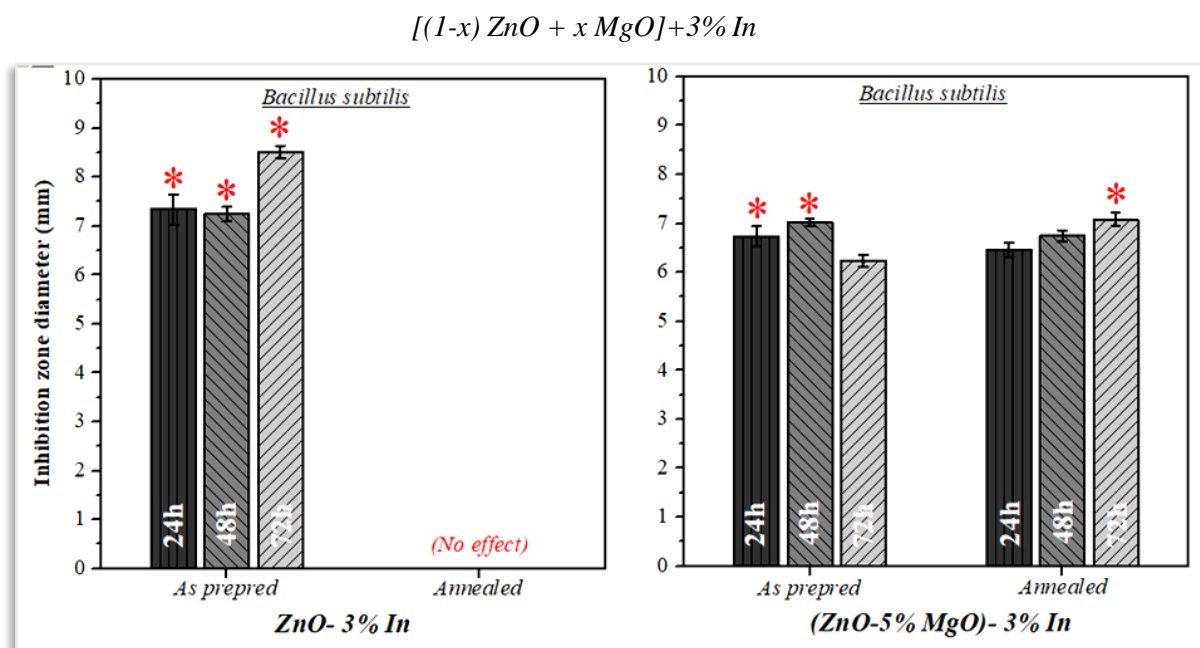 [(1-x) ZnO + x MgO]+3% In
Inhibition zone diameter (mm)
10
9
8
7
6
5
4
3
2
1
0
Bacillus subtilis
*
*
*
24h
48h
72h
(No effect)
As prepred
Annealed
ZnO- 3% In
10
9
8
7
6
5
4
3
2
1
0
Bacillus subtilis
*
*
*
24h
48h
72h
24h
48h
72h
As prepred
Annealed
(ZnO-5% MgO)- 3% In